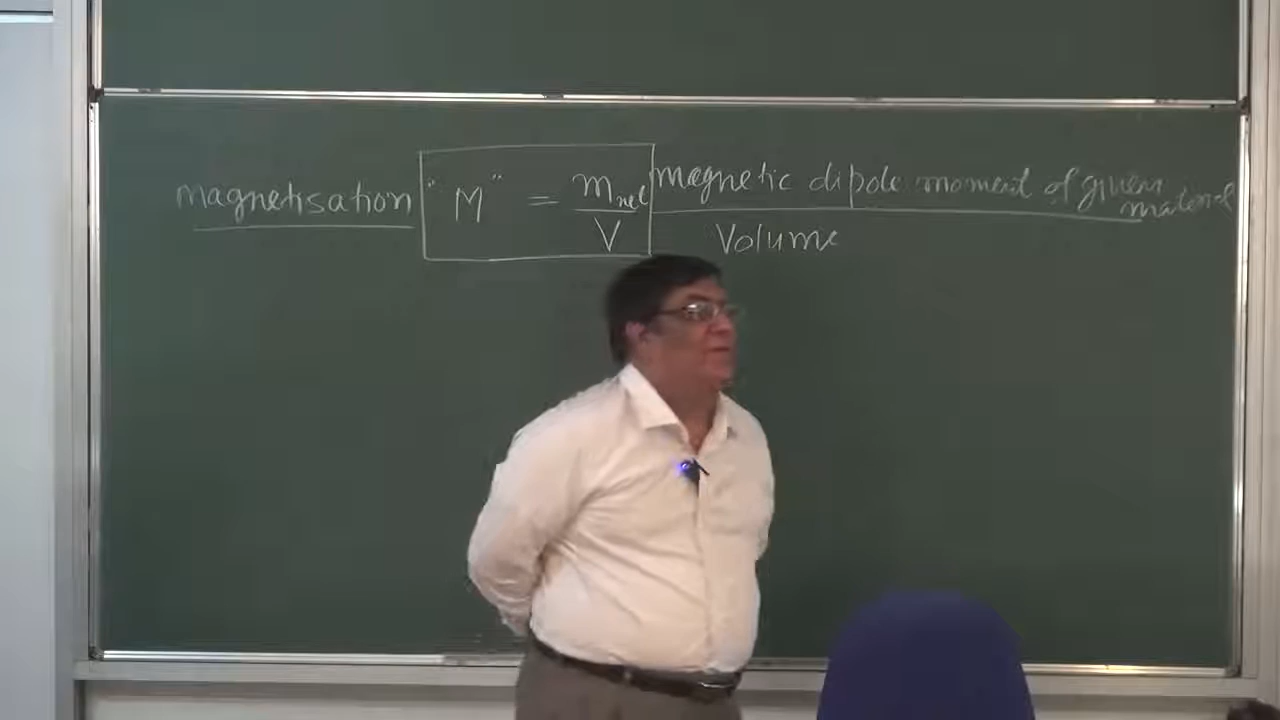 magnetisation "M" = m_net / V magnetic dipole moment of given material
Volume